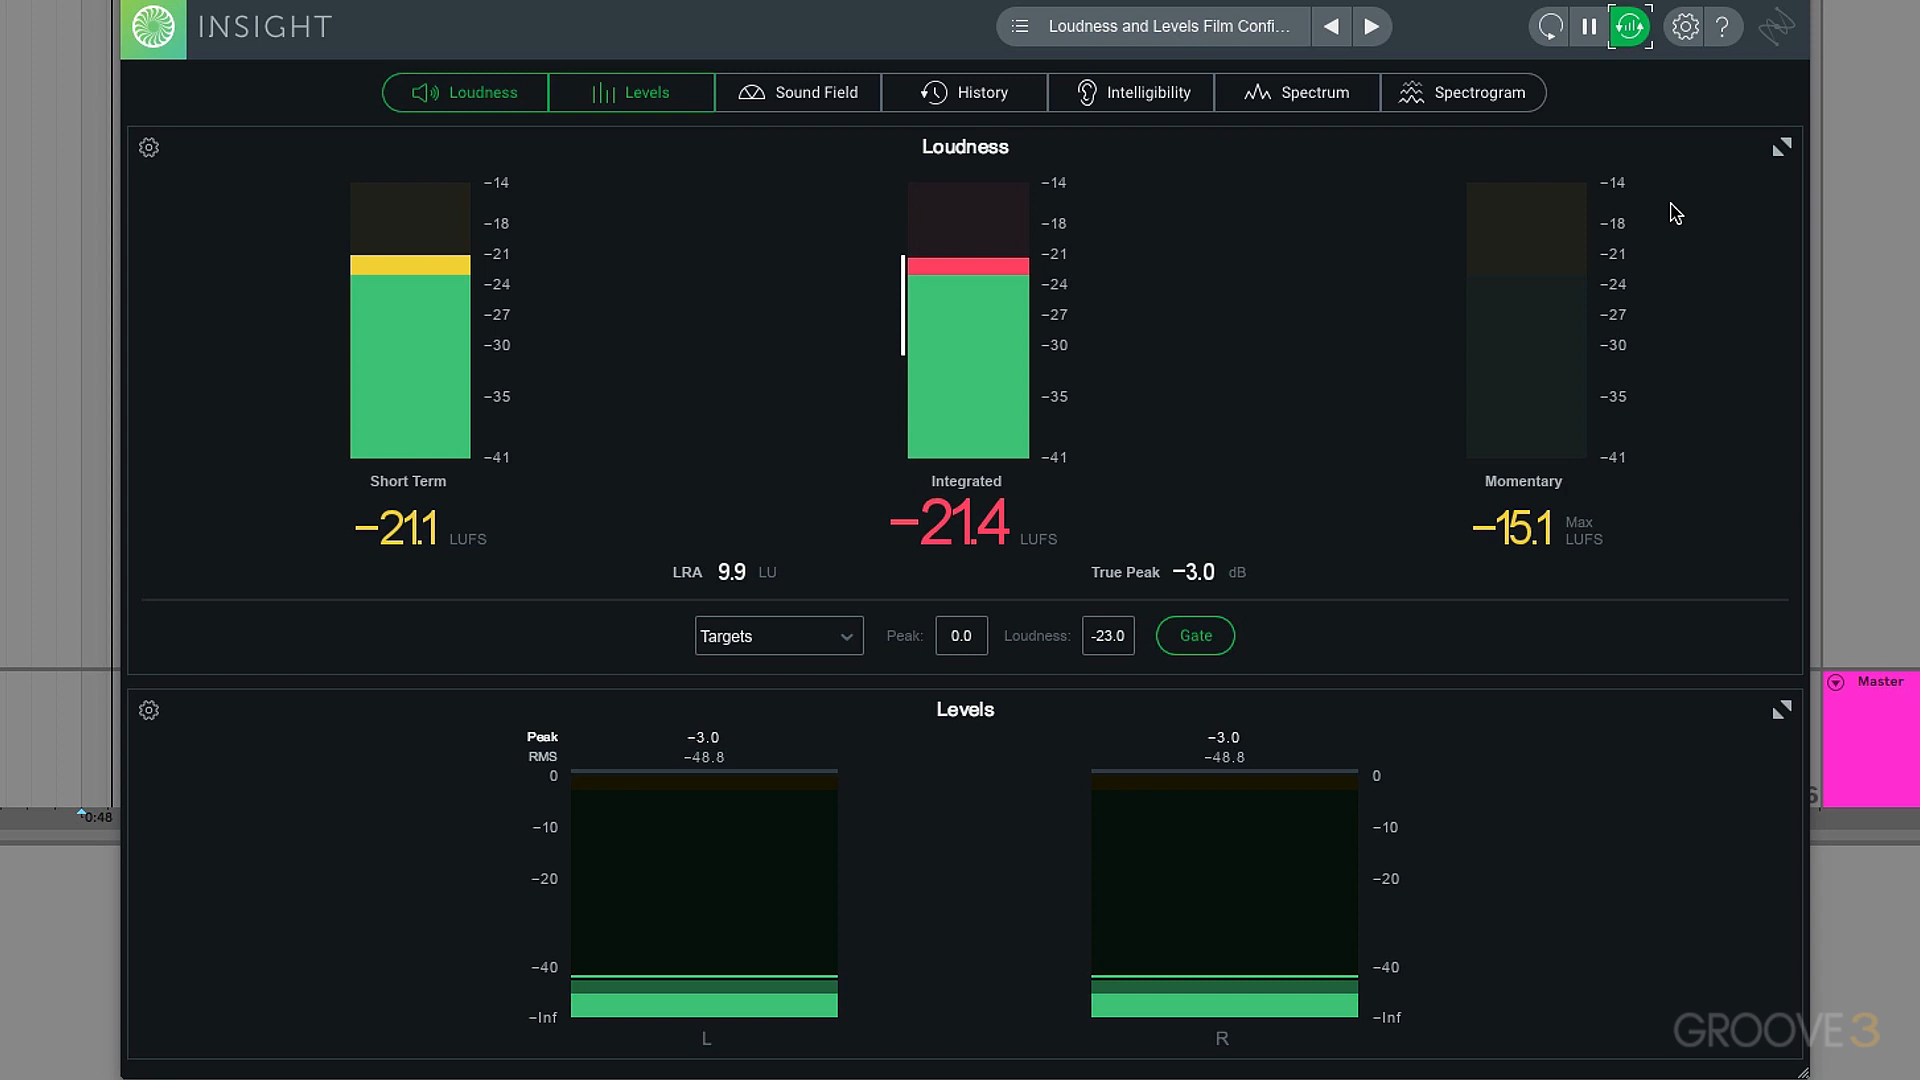 INSIGHT
Loudness and Levels Film Confi...
?
Loudness
Levels
Sound Field
History
Intelligibility
Spectrum
Spectrogram
Loudness
-14
-18
-21
-24
-27
-30
-35
-41
Short Term
-21.1 LUFS
-14
-18
-21
-24
-27
-30
-35
-41
Integrated
-21.4 LUFS
-14
-18
-21
-24
-27
-30
-35
-41
Momentary
-15.1 Max LUFS
LRA 9.9 LU
True Peak -3.0 dB
Targets
Peak: 0.0
Loudness: -23.0
Gate
Levels
Peak -3.0 -3.0
RMS -48.8 -48.8
0 0
-10 -10
-20 -20
-40 -40
-Inf -Inf
L R
0:48
Master
GROOVE 3